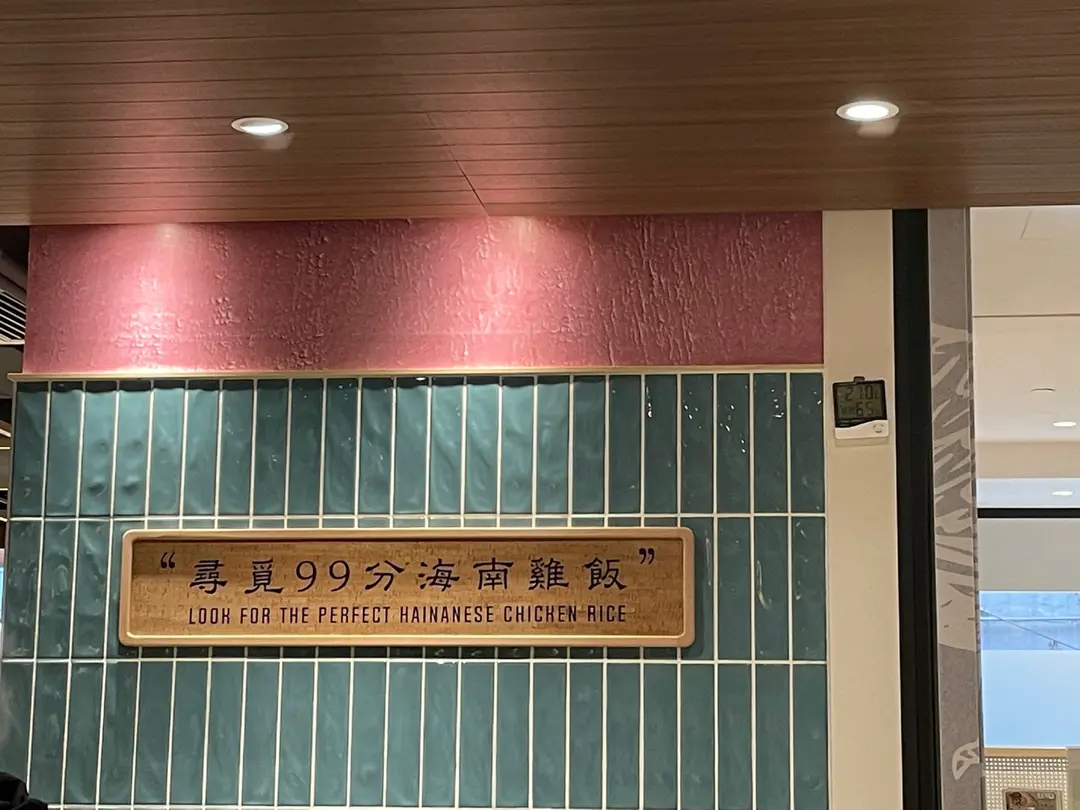 “尋覓99分海南雞飯”
LOOK FOR THE PERFECT HAINANESE CHICKEN RICE